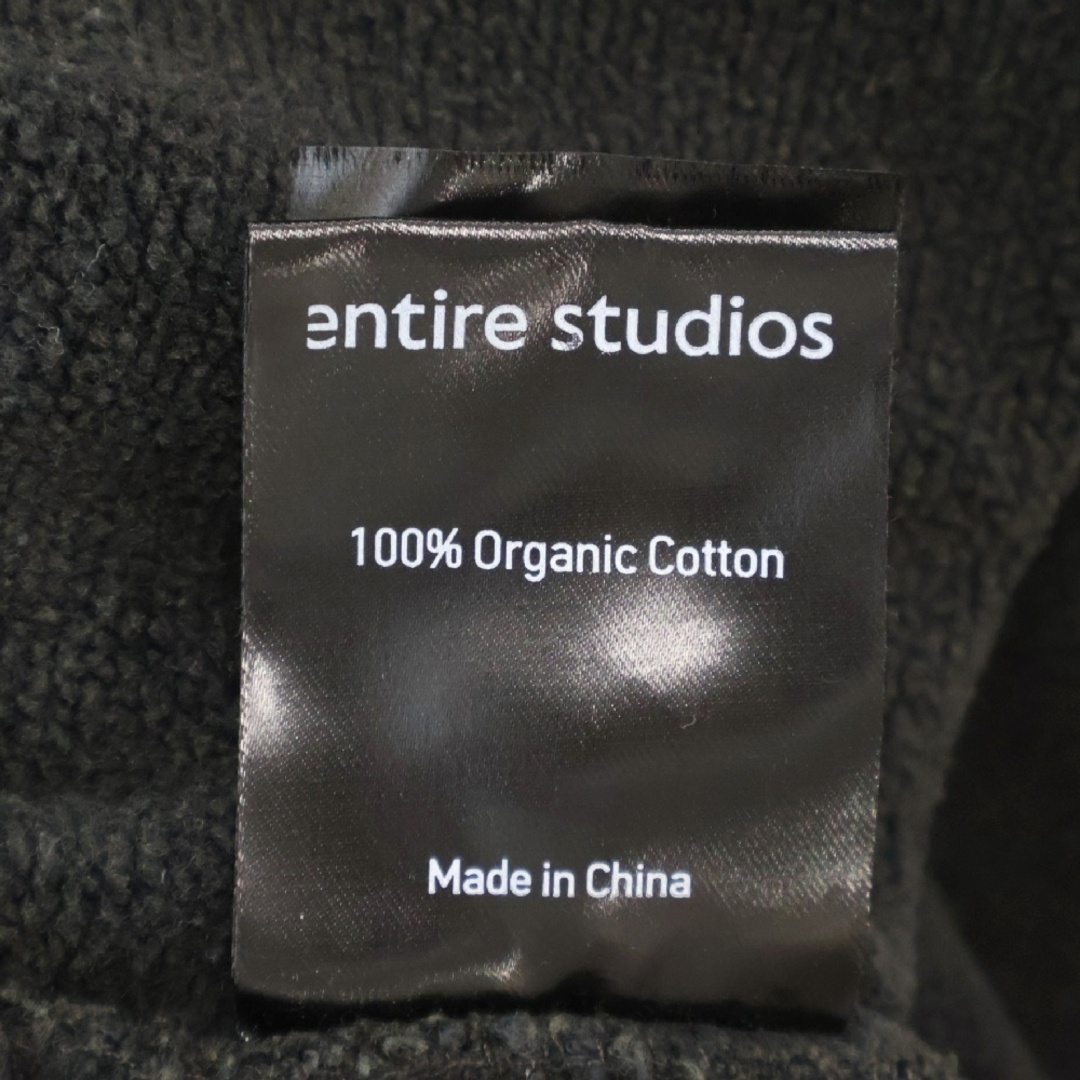 entire studios
100% Organic Cotton
Made in China